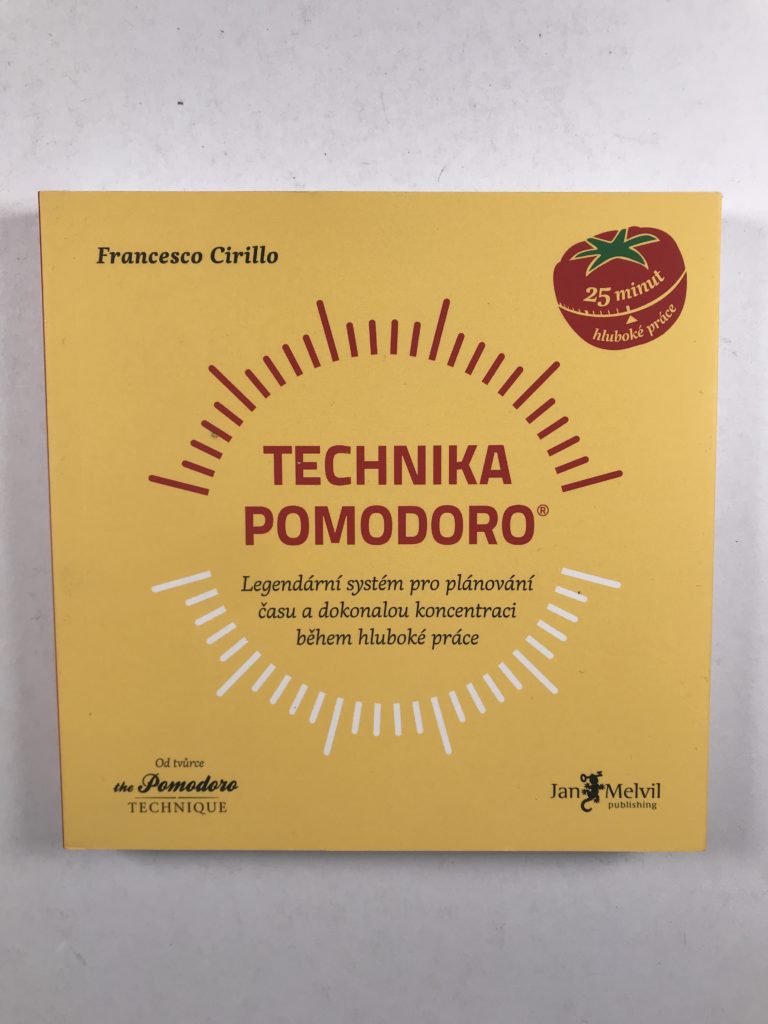 Francesco Cirillo
25 minut
hluboké práce
TECHNIKA
POMODORO®
Legendární systém pro plánování
času a dokonalou koncentraci
během hluboké práce
Od tvůrce
the Pomodoro
TECHNIQUE
Jan Melvil
publishing